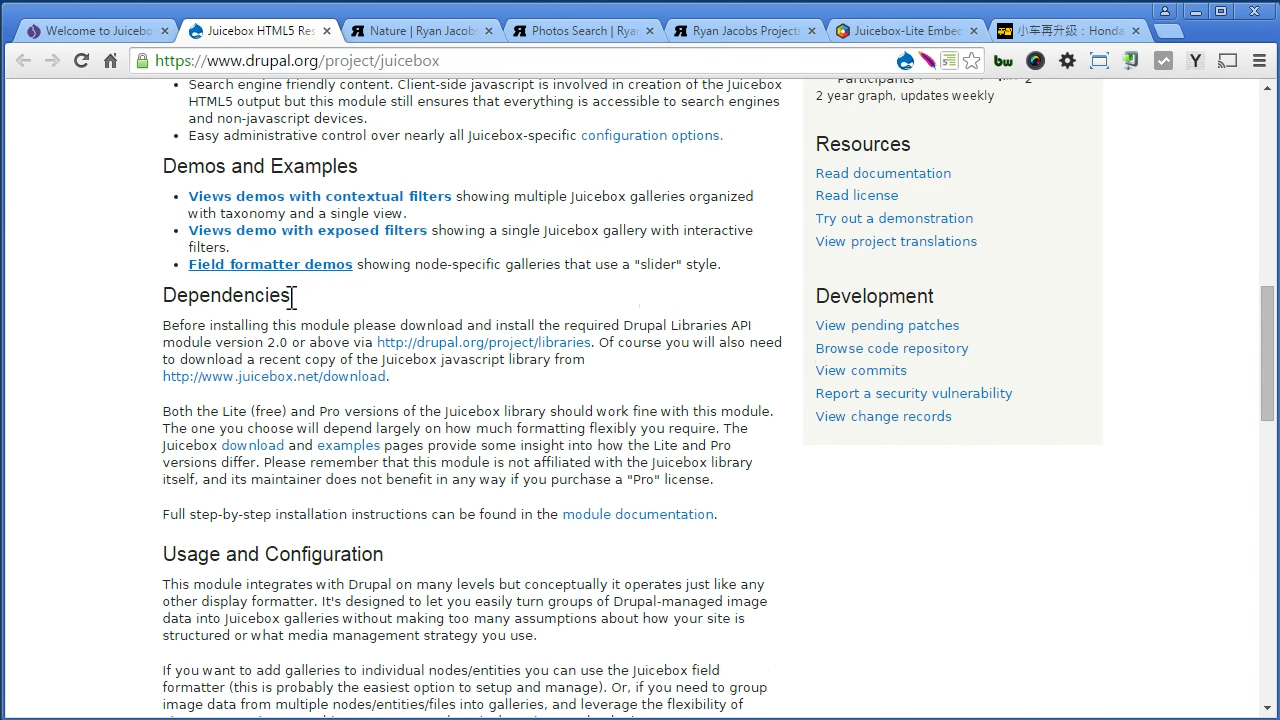 Welcome to Juicebo
Juicebox HTML5 Res
Nature | Ryan Jacob
Photos Search | Rya
Ryan Jacobs Project
Juicebox-Lite Embec
小车再升級：Honda
https://www.drupal.org/project/juicebox
bw
Y
Search engine friendly content. Client-side javascript is involved in creation of the Juicebox
HTML5 output but this module still ensures that everything is accessible to search engines
and non-javascript devices.
Easy administrative control over nearly all Juicebox-specific configuration options.
Demos and Examples
Views demos with contextual filters showing multiple Juicebox galleries organized
with taxonomy and a single view.
Views demo with exposed filters showing a single Juicebox gallery with interactive
filters.
Field formatter demos showing node-specific galleries that use a "slider" style.
Dependencies
Before installing this module please download and install the required Drupal Libraries API
module version 2.0 or above via http://drupal.org/project/libraries. Of course you will also need
to download a recent copy of the Juicebox javascript library from
http://www.juicebox.net/download.
Both the Lite (free) and Pro versions of the Juicebox library should work fine with this module.
The one you choose will depend largely on how much formatting flexibly you require. The
Juicebox download and examples pages provide some insight into how the Lite and Pro
versions differ. Please remember that this module is not affiliated with the Juicebox library
itself, and its maintainer does not benefit in any way if you purchase a "Pro" license.
Full step-by-step installation instructions can be found in the module documentation.
Usage and Configuration
This module integrates with Drupal on many levels but conceptually it operates just like any
other display formatter. It's designed to let you easily turn groups of Drupal-managed image
data into Juicebox galleries without making too many assumptions about how your site is
structured or what media management strategy you use.
If you want to add galleries to individual nodes/entities you can use the Juicebox field
formatter (this is probably the easiest option to setup and manage). Or, if you need to group
image data from multiple nodes/entities/files into galleries, and leverage the flexibility of
Participants 2
2 year graph, updates weekly
Resources
Read documentation
Read license
Try out a demonstration
View project translations
Development
View pending patches
Browse code repository
View commits
Report a security vulnerability
View change records